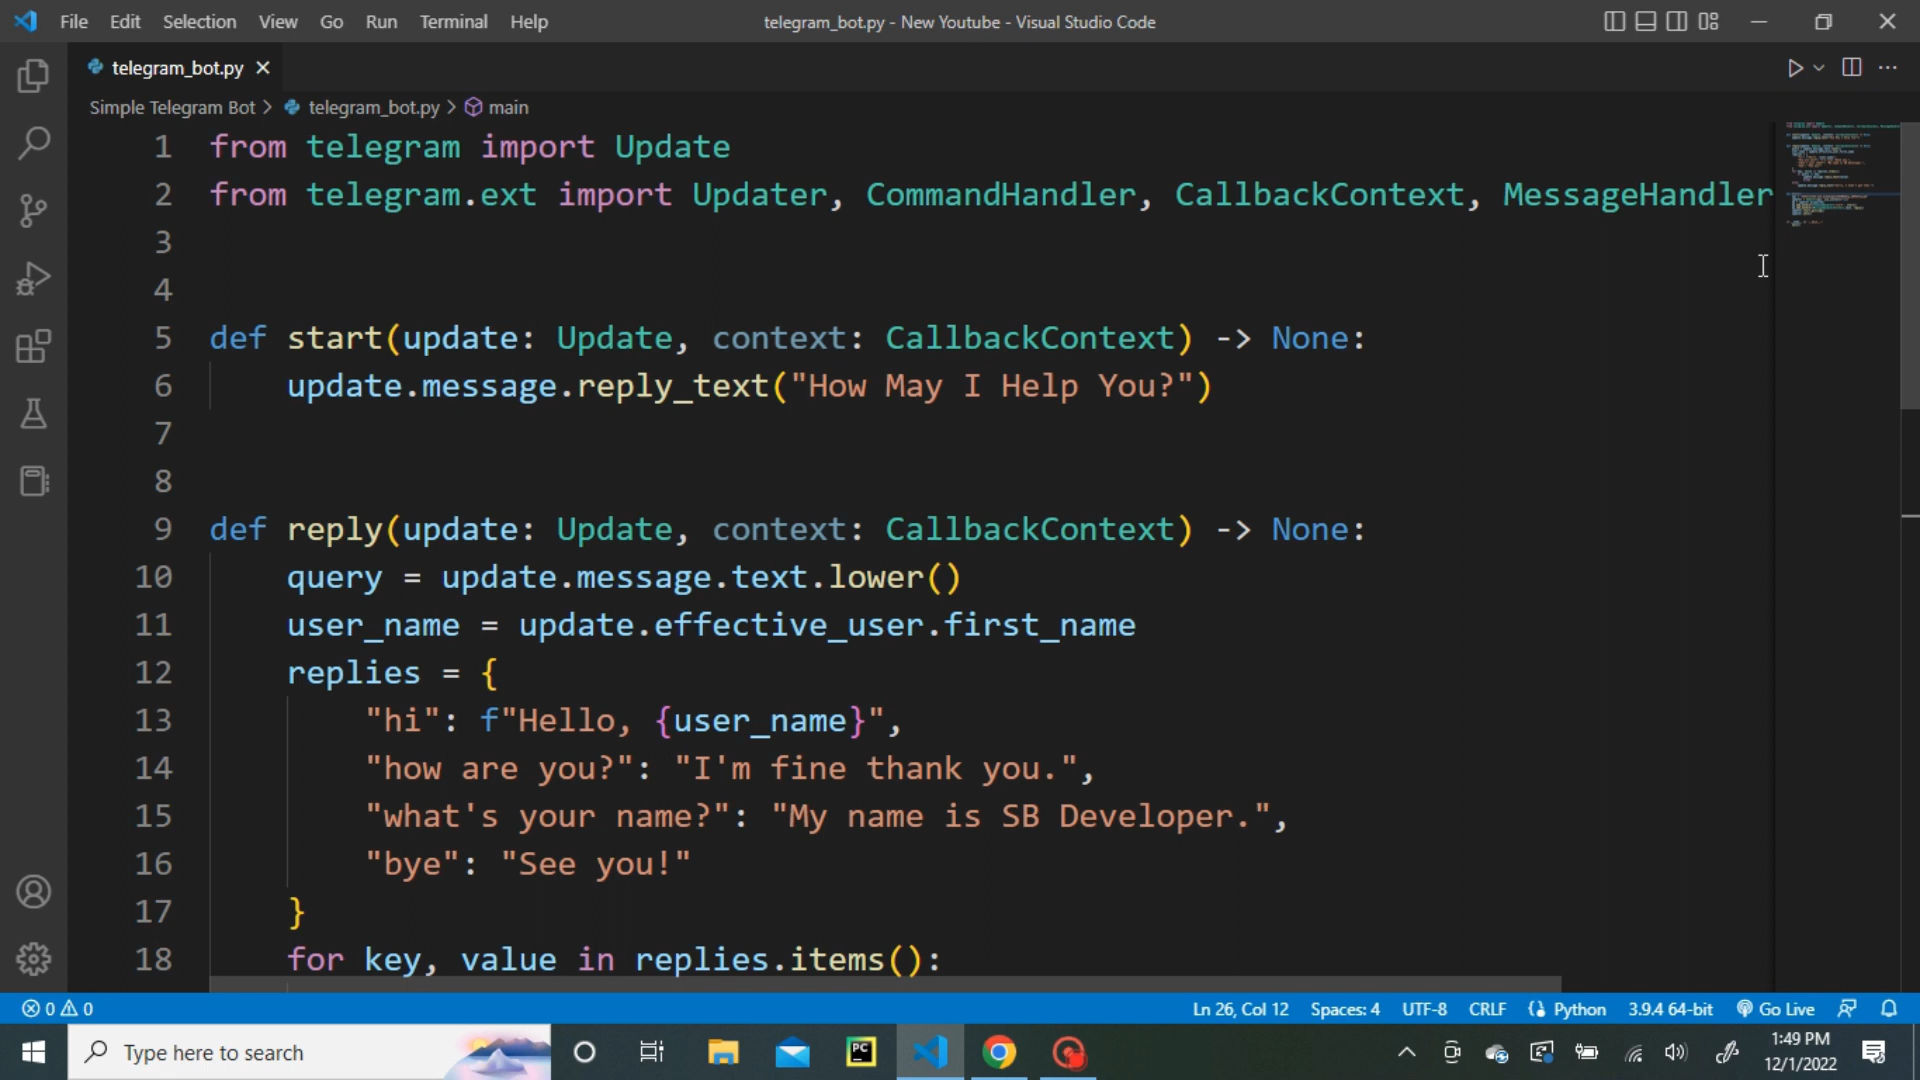 File Edit Selection View Go Run Terminal Help
telegram_bot.py - New Youtube - Visual Studio Code
telegram_bot.py
Simple Telegram Bot > telegram_bot.py > main
1 from telegram import Update
2 from telegram.ext import Updater, CommandHandler, CallbackContext, MessageHandler
3
4
5 def start(update: Update, context: CallbackContext) -> None:
6 update.message.reply_text("How May I Help You?")
7
8
9 def reply(update: Update, context: CallbackContext) -> None:
10 query = update.message.text.lower()
11 user_name = update.effective_user.first_name
12 replies = {
13 "hi": f"Hello, {user_name}",
14 "how are you?": "I'm fine thank you.",
15 "what's your name?": "My name is SB Developer.",
16 "bye": "See you!"
17 }
18 for key, value in replies.items():
0 0
Ln 26, Col 12 Spaces: 4 UTF-8 CRLF Python 3.9.4 64-bit Go Live
Type here to search
PC
1:49 PM
12/1/2022